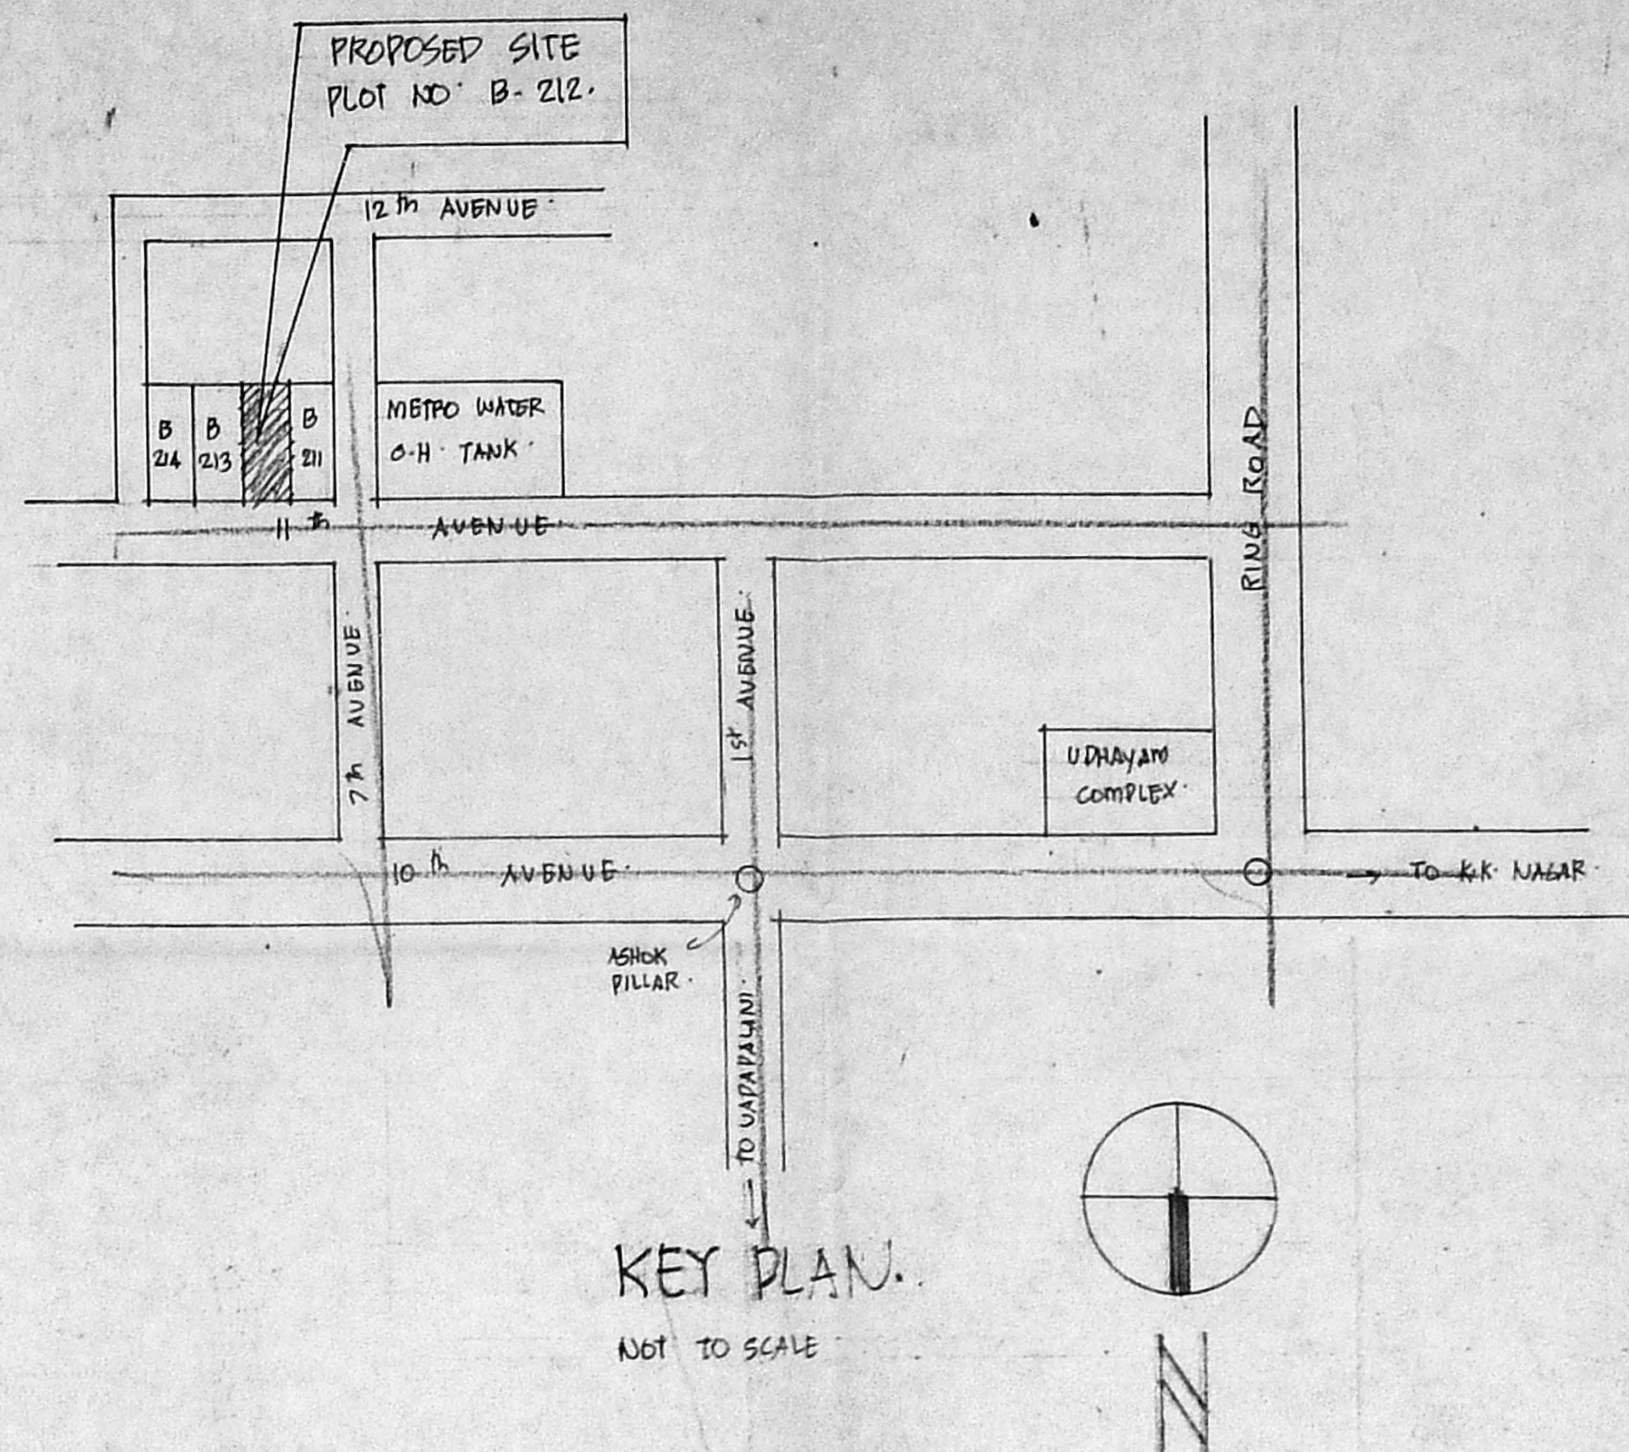 PROPOSED SITE
PLOT NO. B-212.
12th AVENUE.
B
214
B
213
B
211
METRO WATER
O.H. TANK.
11th AVENUE.
RING ROAD
7th AVENUE.
1st AVENUE.
UDHAYAM
COMPLEX.
10th AVENUE.
→ TO K.K. NAGAR.
ASHOK
PILLAR.
← TO VADAPALANI.
KEY PLAN.
NOT TO SCALE
N